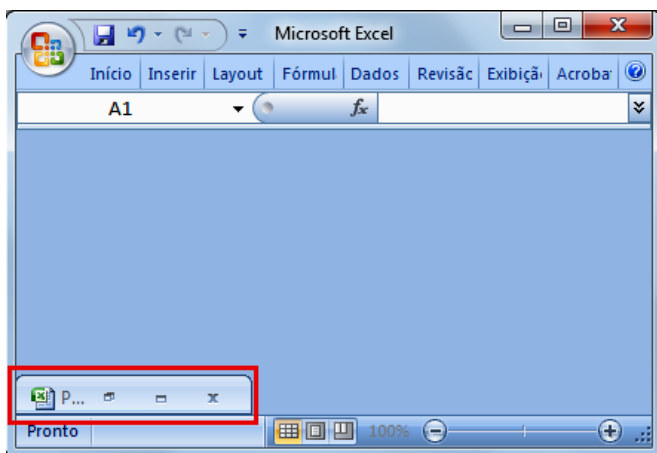 Microsoft Excel
Início Inserir Layout Fórmul Dados Revisãc Exibiçã Acroba
A1 fx
P...
Pronto 100%